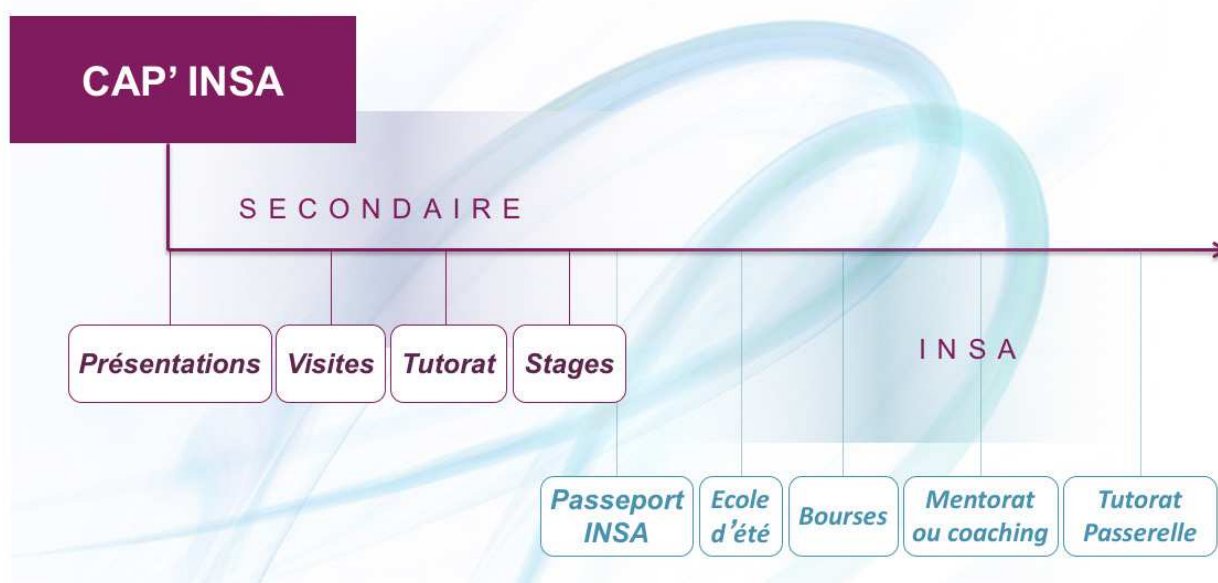 CAP’ INSA
SECONDAIRE
Présentations
Visites
Tutorat
Stages
INSA
Passeport
INSA
Ecole
d’été
Bourses
Mentorat
ou coaching
Tutorat
Passerelle